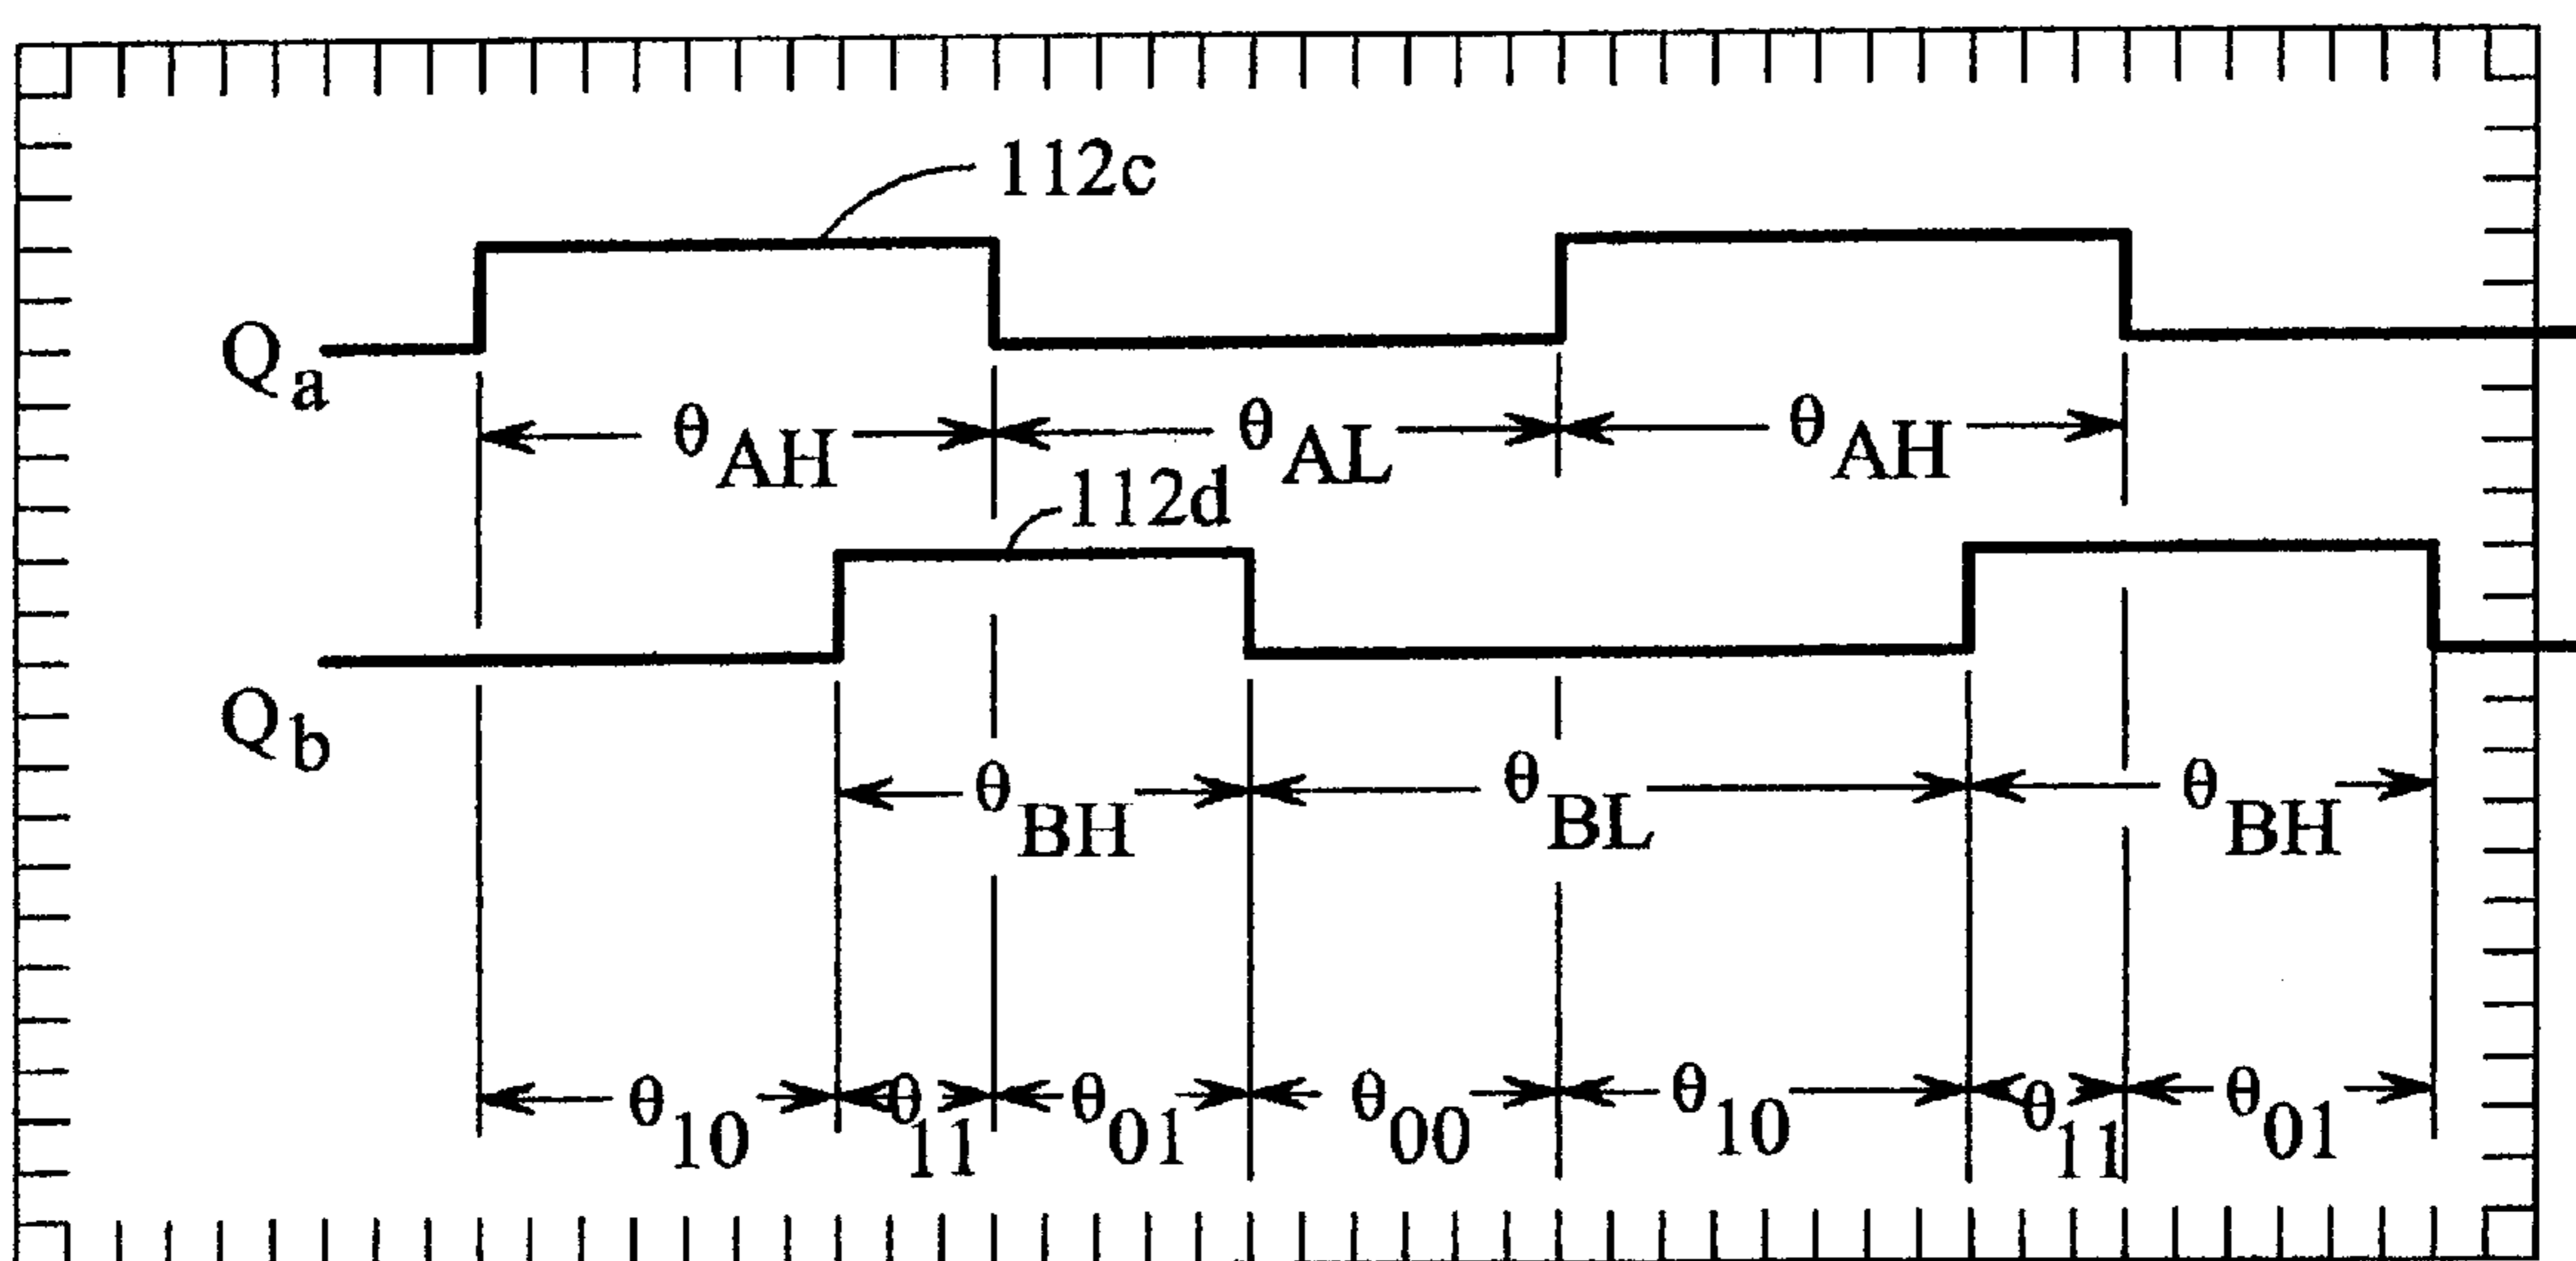 112c
Qa
θAH θAL θAH
112d
Qb
θBH θBL θBH
θ10 θ11 θ01 θ00 θ10 θ11 θ01